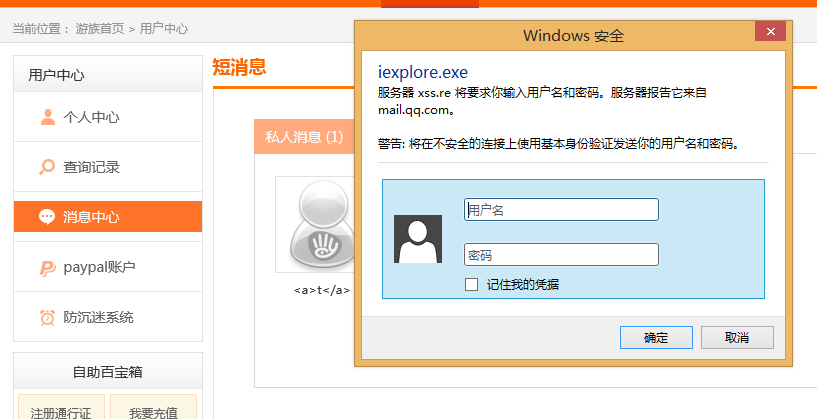 当前位置： 游族首页 > 用户中心
用户中心
个人中心
查询记录
消息中心
paypal账户
防沉迷系统
自助百宝箱
注册通行证
我要充值
短消息
私人消息 (1)
<a>t</a>
Windows 安全
iexplore.exe
服务器 xss.re 将要求你输入用户名和密码。服务器报告它来自
mail.qq.com。
警告: 将在不安全的连接上使用基本身份验证发送你的用户名和密码。
用户名
密码
记住我的凭据
确定
取消